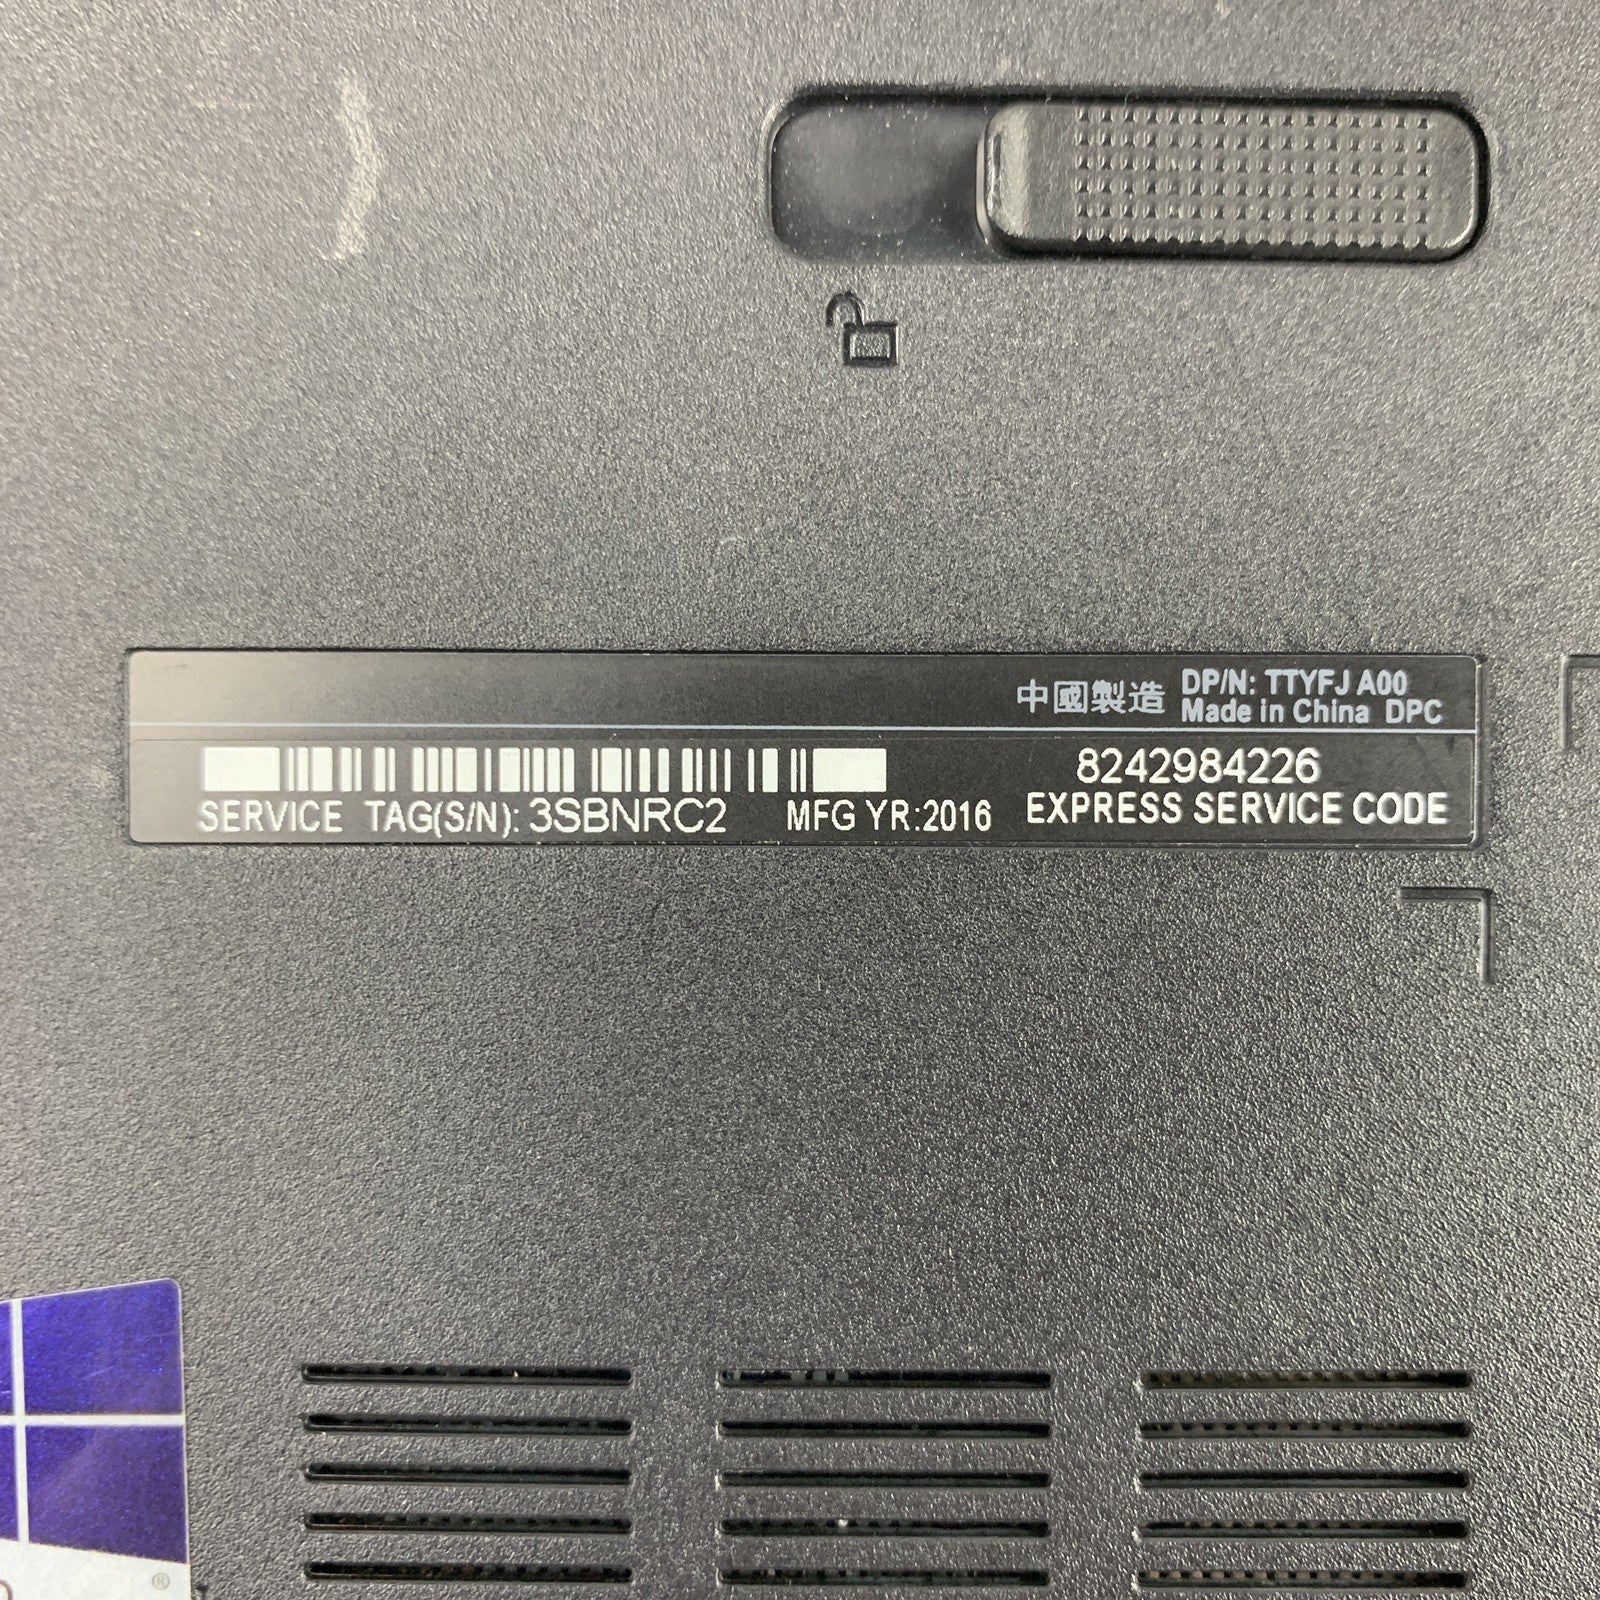 中國製造 DP/N: TTYFJ A00
Made in China DPC
8242984226
SERVICE TAG(S/N): 3SBNRC2 MFG YR:2016 EXPRESS SERVICE CODE
®